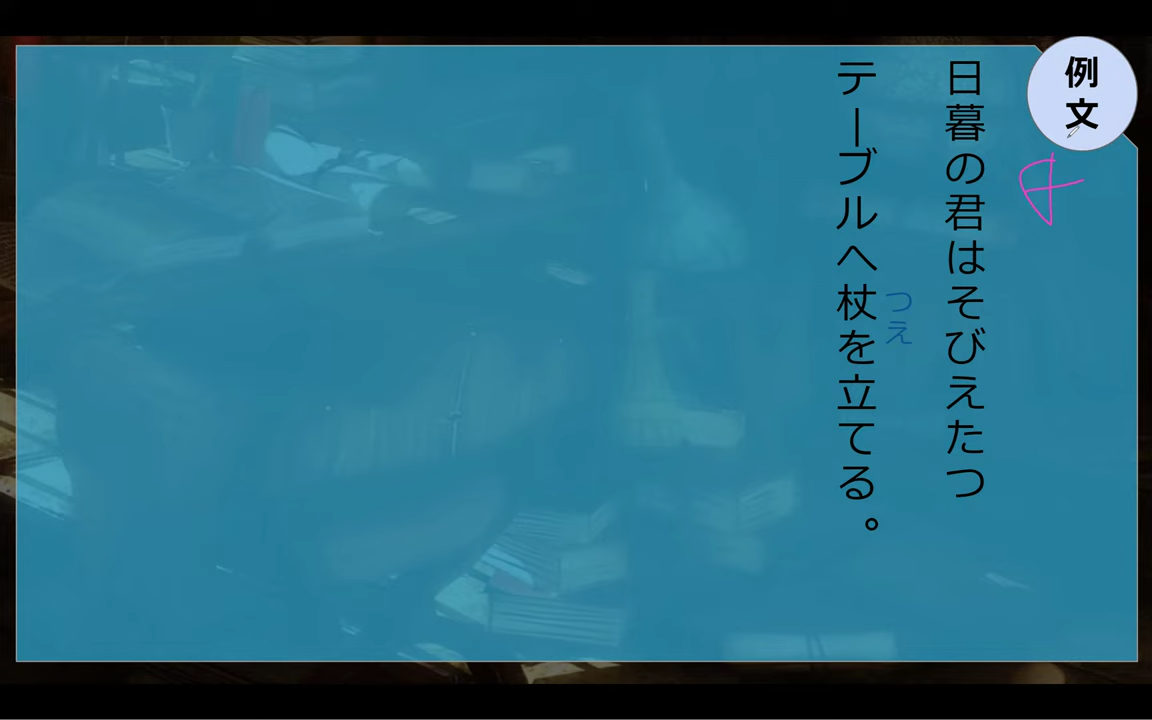 例文
日暮の君はそびえたつ
テーブルへ杖を立てる。
つえ